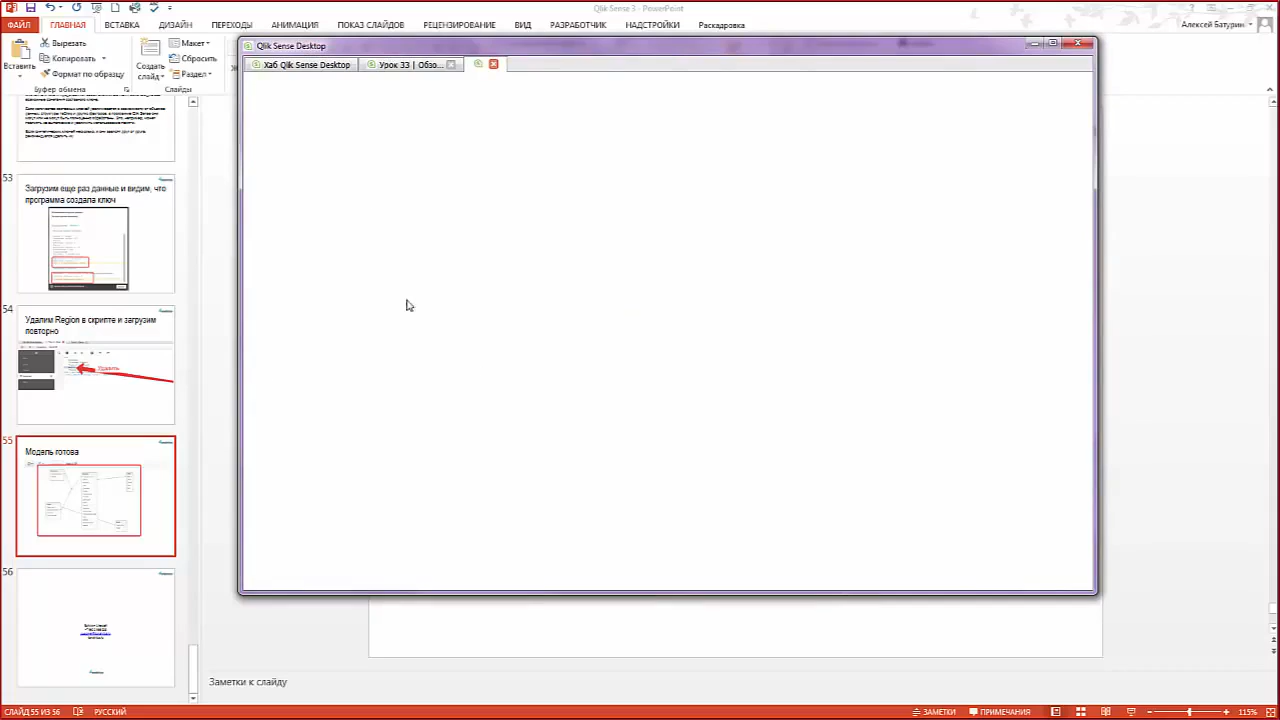 Qlik Sense 3 - PowerPoint
ФАЙЛ ГЛАВНАЯ ВСТАВКА ДИЗАЙН ПЕРЕХОДЫ АНИМАЦИЯ ПОКАЗ СЛАЙДОВ РЕЦЕНЗИРОВАНИЕ ВИД РАЗРАБОТЧИК НАДСТРОЙКИ Раскадровка
Алексей Батурин
Вставить
Вырезать
Копировать
Формат по образцу
Буфер обмена
Создать
слайд
Макет
Сбросить
Раздел
Слайды
Qlik Sense Desktop
Хаб Qlik Sense Desktop
Урок 33 | Обзо...
53
Загрузим еще раз данные и видим, что
программа создала ключ
54
Удалим Region в скрипте и загрузим
повторно
Удалить
55
Модель готова
56
Заметки к слайду
СЛАЙД 55 ИЗ 56 РУССКИЙ
ЗАМЕТКИ ПРИМЕЧАНИЯ 115%